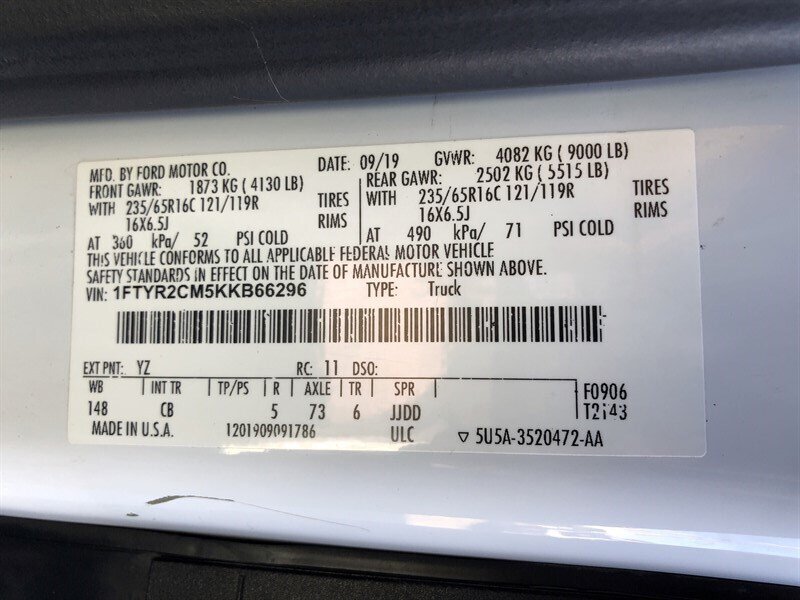 MFD. BY FORD MOTOR CO. DATE: 09/19 GVWR: 4082 KG ( 9000 LB)
FRONT GAWR: 1873 KG ( 4130 LB) REAR GAWR: 2502 KG ( 5515 LB)
WITH 235/65R16C 121/119R TIRES WITH 235/65R16C 121/119R TIRES
16X6.5J RIMS 16X6.5J RIMS
AT 360 kPa/ 52 PSI COLD AT 490 kPa/ 71 PSI COLD
THIS VEHICLE CONFORMS TO ALL APPLICABLE FEDERAL MOTOR VEHICLE
SAFETY STANDARDS IN EFFECT ON THE DATE OF MANUFACTURE SHOWN ABOVE.
VIN: 1FTYR2CM5KKB66296 TYPE: Truck
EXT PNT: YZ RC: 11 DSO:
WB INT TR TP/PS R AXLE TR SPR F0906
148 CB 5 73 6 JJDD T2143
MADE IN U.S.A. 1201909091786 ULC ▽ 5U5A-3520472-AA